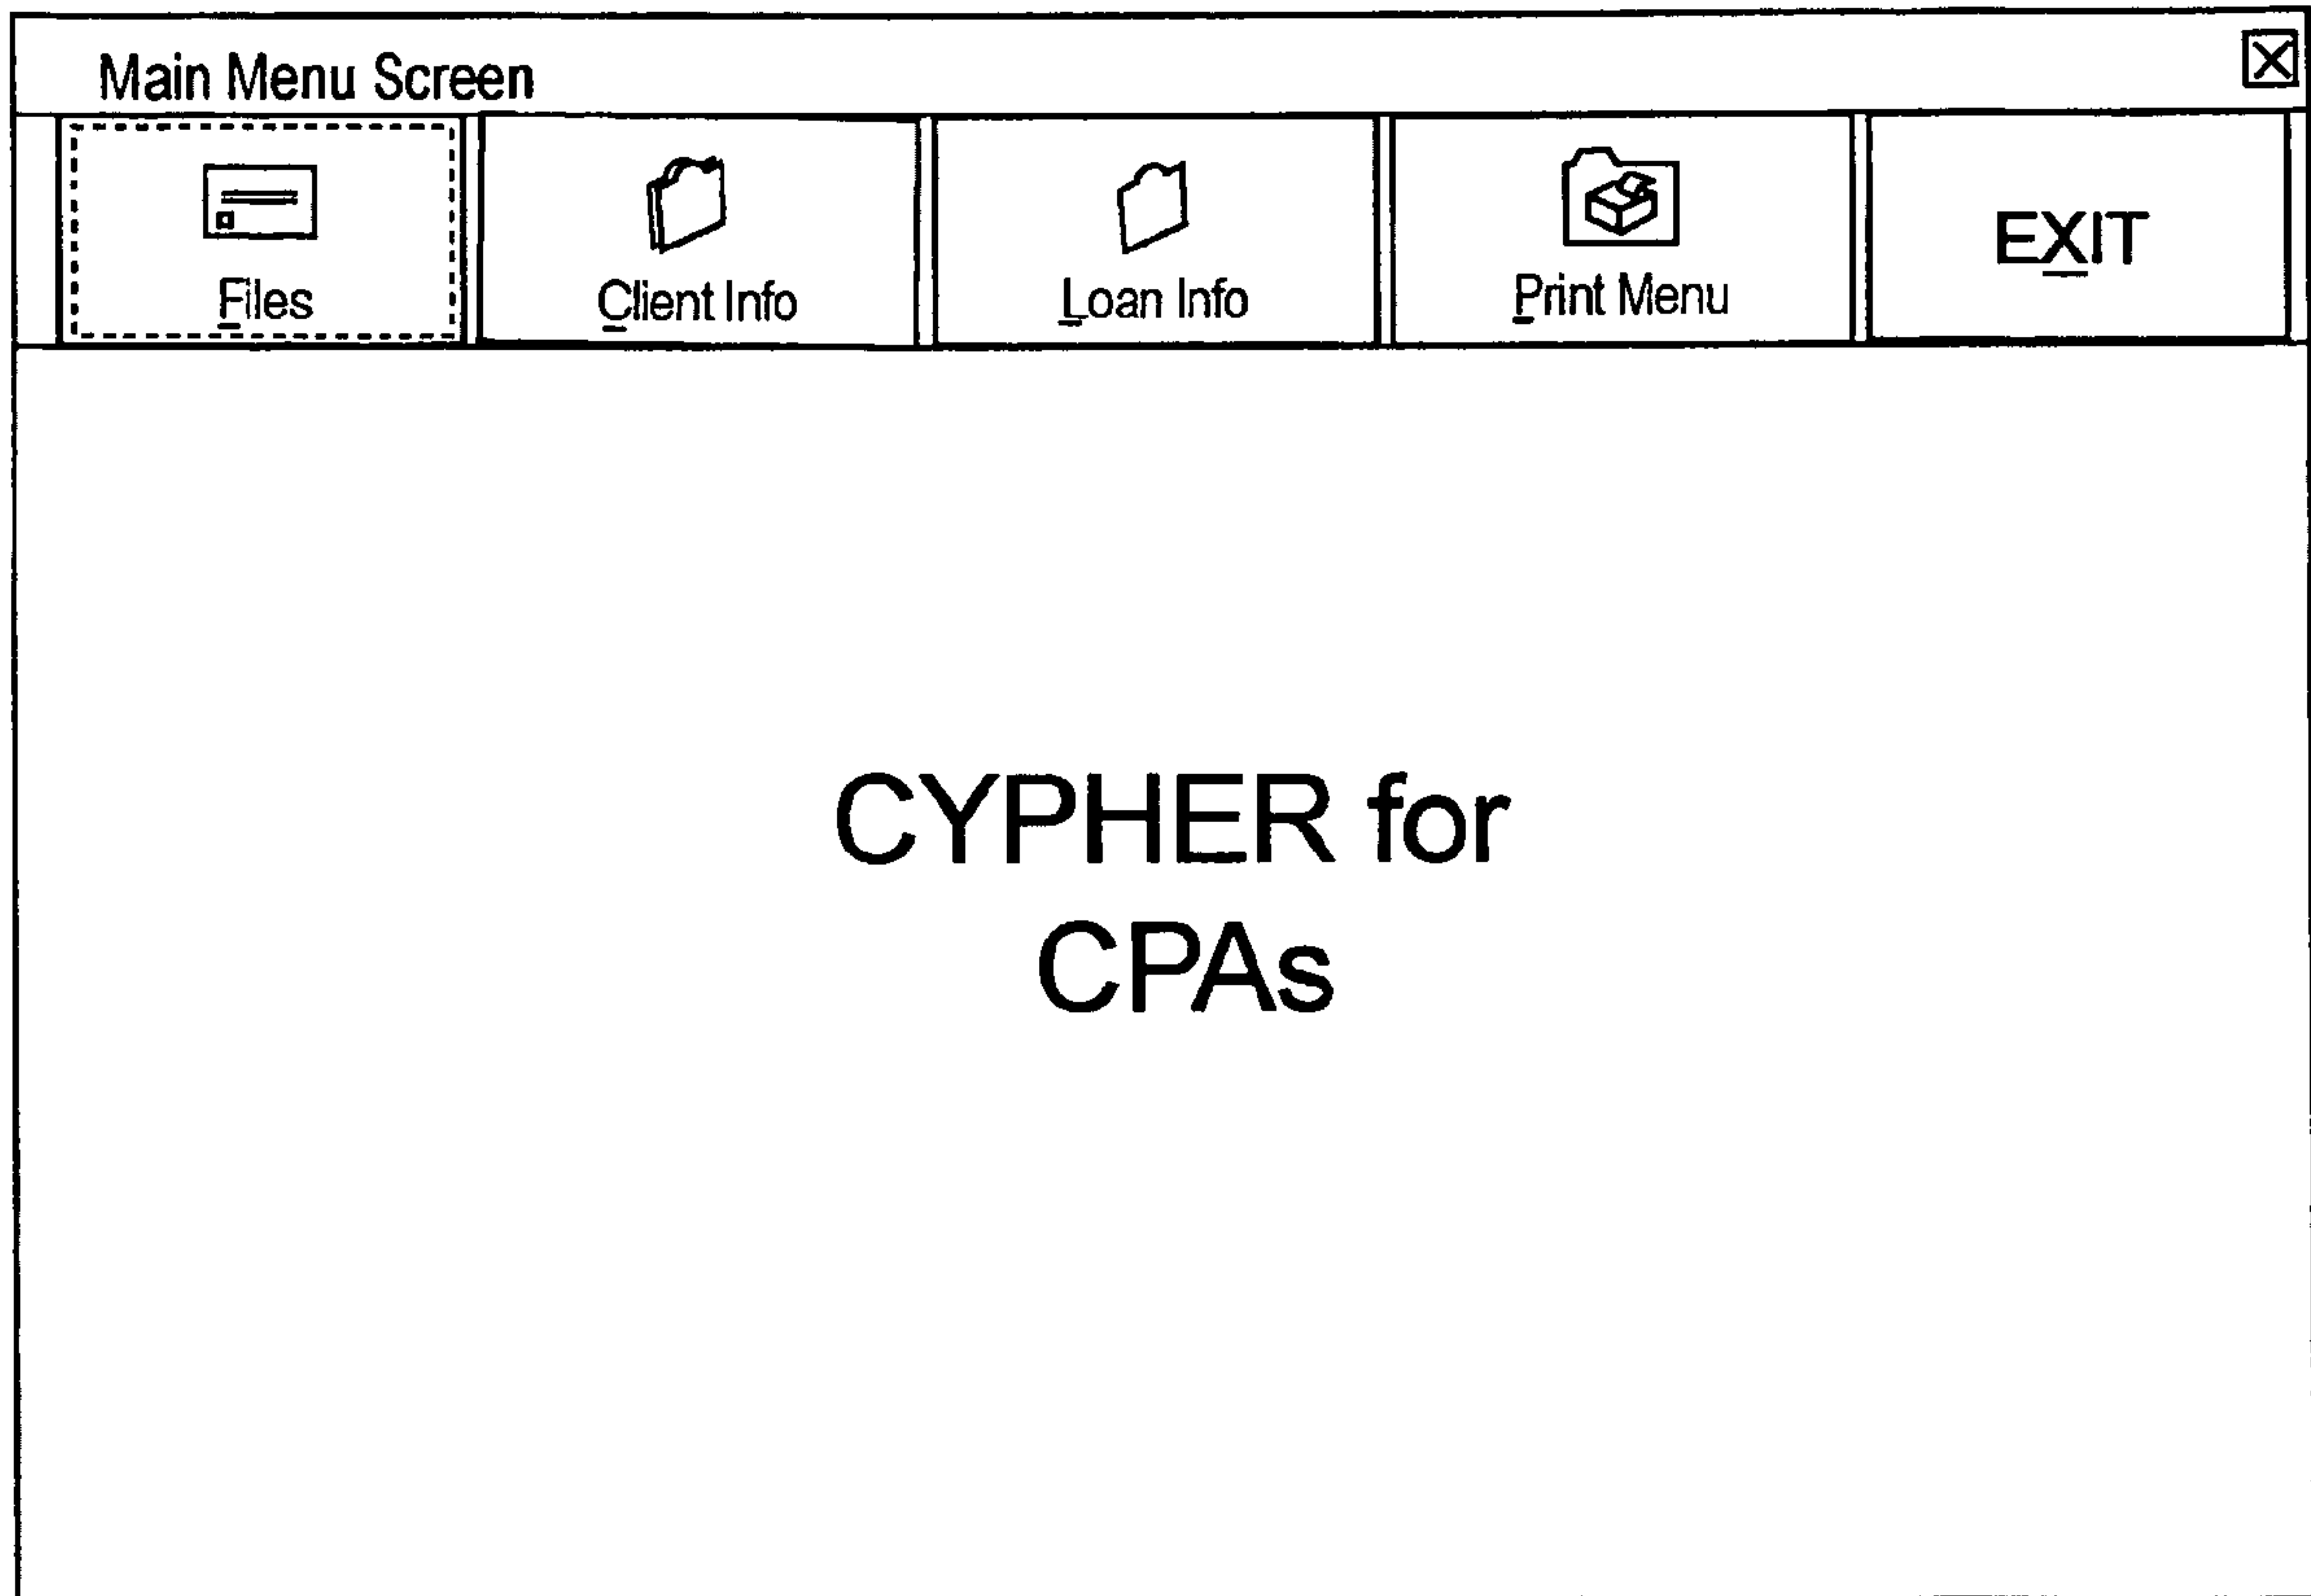 Main Menu Screen
Files
Client Info
Loan Info
Print Menu
EXIT
CYPHER for
CPAs